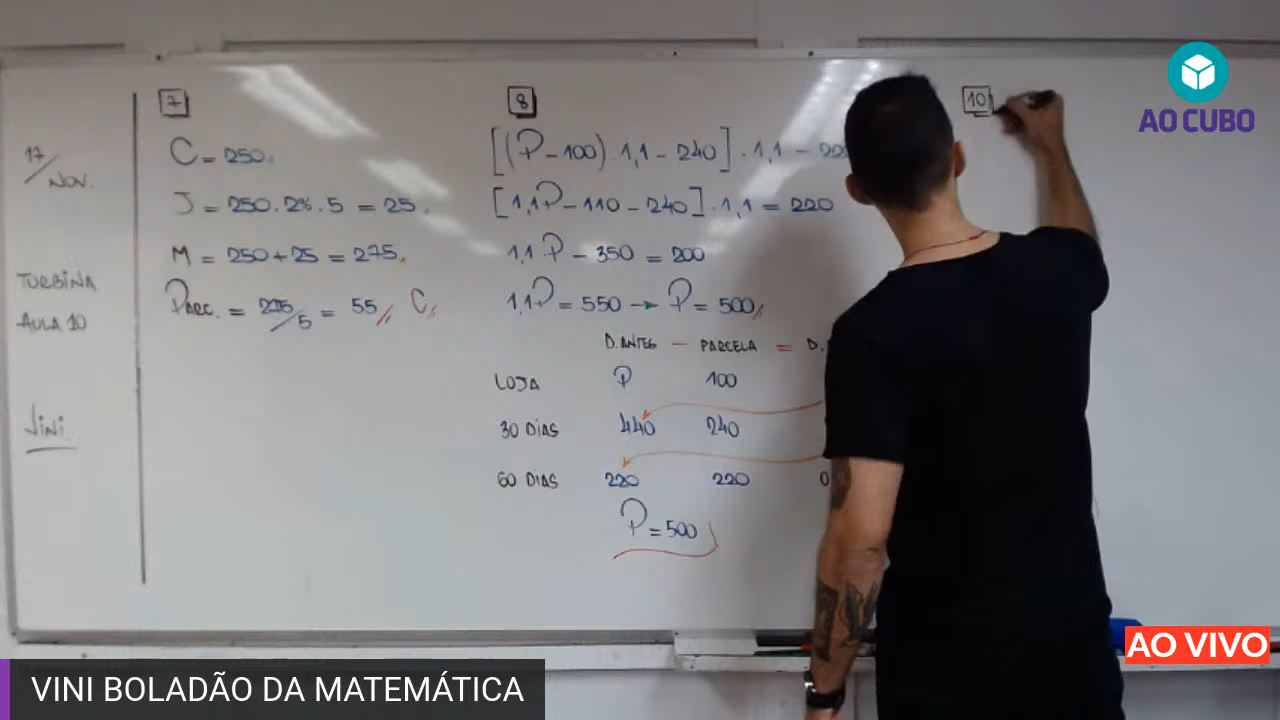 17/NOV.
TURBINA
AULA 10
Vini.
7
C = 250.
J = 250.2%.5 = 25.
M = 250+25 = 275.
PARC. = 275/5 = 55// C//
8
[(P-100).1,1-240].1,1-220
[1,1P-110-240].1,1=220
1,1P-350=200
1,1P=550→P=500//
D.ANTES - PARCELA = D.
LOJA P 100
30 DIAS 440 240
60 DIAS 220 220 0
P=500
10
AO CUBO
AO VIVO
VINI BOLADÃO DA MATEMÁTICA